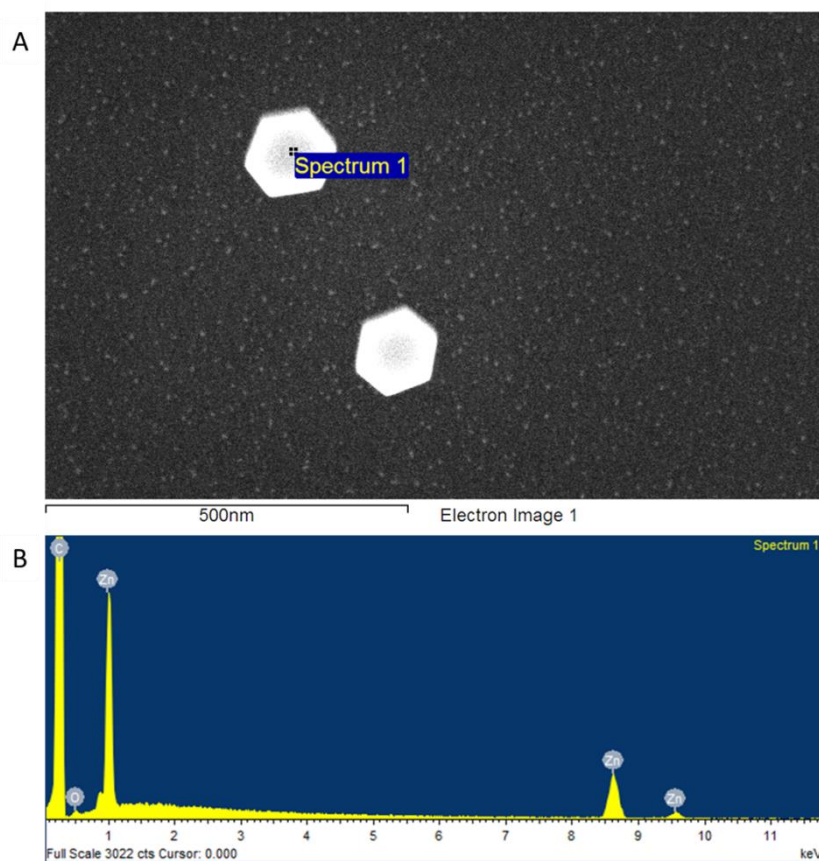 A
Spectrum 1
500nm Electron Image 1
B
Spectrum 1
C
Zn
O
Zn
Zn
1 2 3 4 5 6 7 8 9 10 11
Full Scale 3022 cts Cursor: 0.000 keV